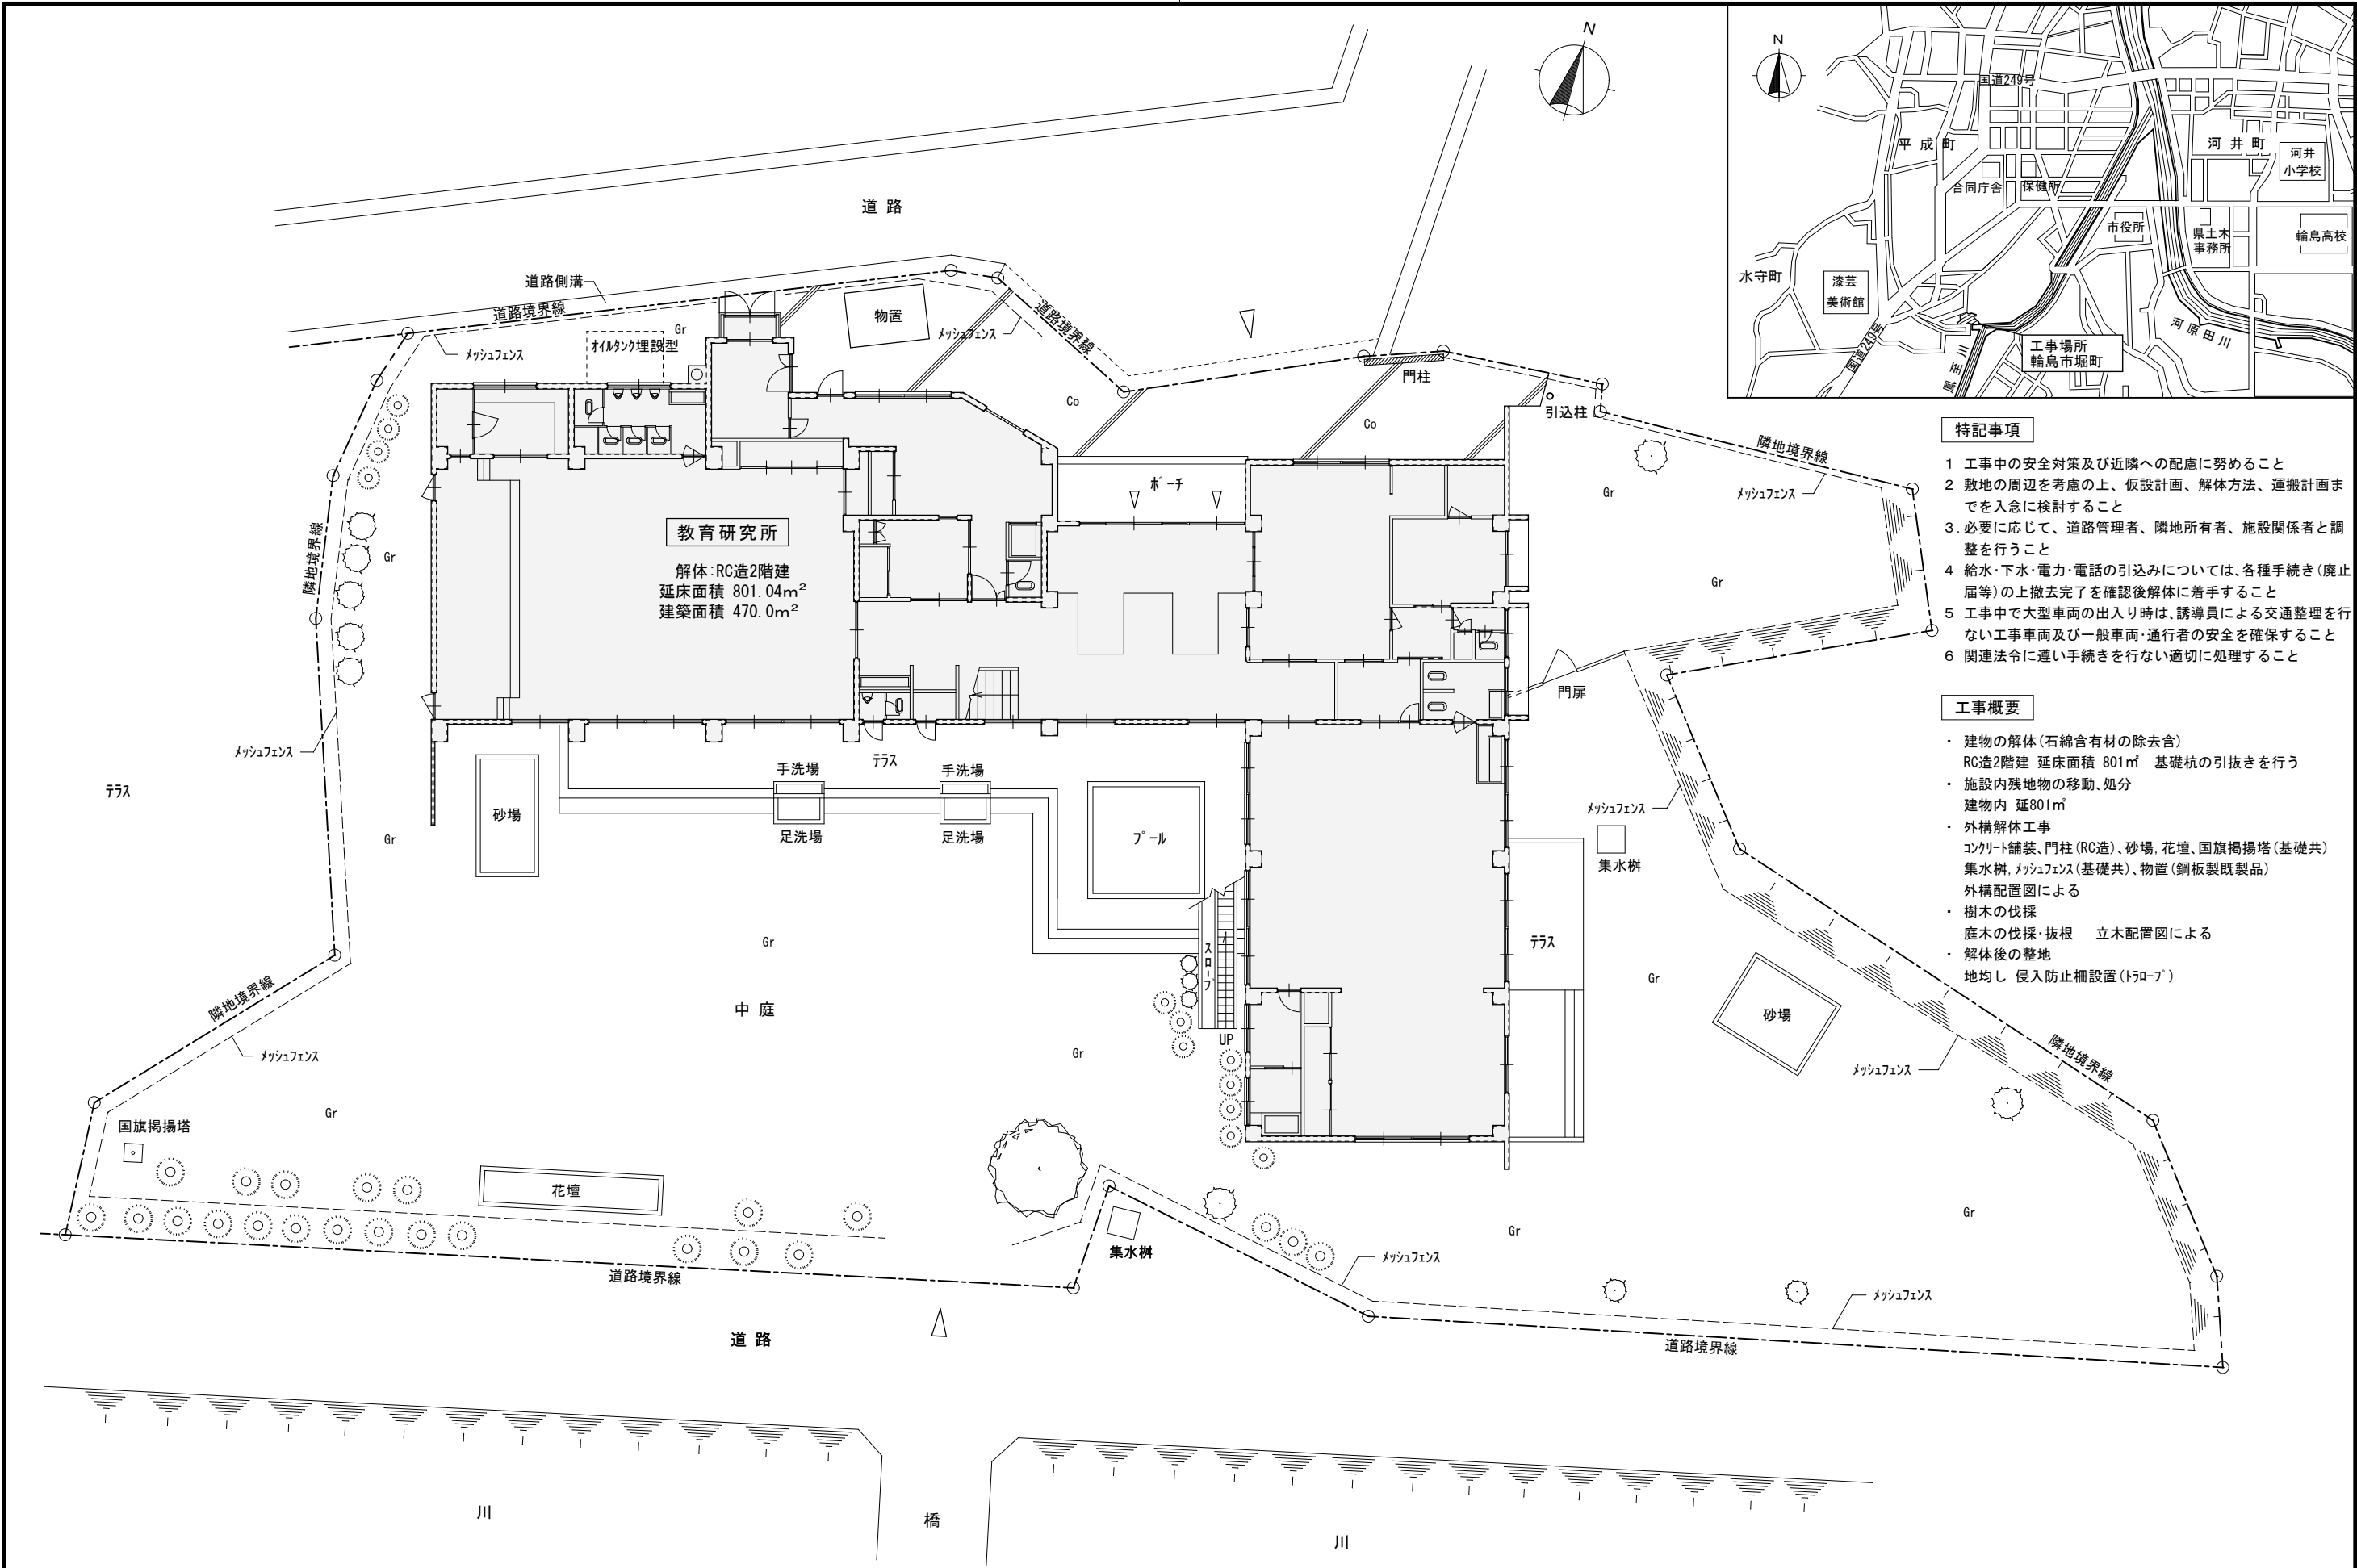 N
道 路
道路側溝
道路境界線
メッシュフェンス
Gr
オイルタンク埋設型
物置
メッシュフェンス
道路境界線
Co
門柱
Co
引込柱
隣地境界線
メッシュフェンス
Gr
Gr
ポーチ
教育研究所
解体:RC造2階建
延床面積 801.04m²
建築面積 470.0m²
隣地境界線
Gr
メッシュフェンス
テラス
Gr
砂場
手洗場
足洗場
テラス
手洗場
足洗場
プール
門扉
メッシュフェンス
集水桝
テラス
Gr
スロープ
UP
Gr
中 庭
Gr
隣地境界線
メッシュフェンス
Gr
国旗掲揚塔
花壇
道路境界線
集水桝
砂場
メッシュフェンス
隣地境界線
Gr
Gr
メッシュフェンス
メッシュフェンス
道路境界線
道 路
川
橋
川
N
国道249号
平 成 町
河 井 町
河井
小学校
合同庁舎
保健所
市役所
県土木
事務所
輪島高校
水守町
漆芸
美術館
国道249号
鳳 至 川
河 原 田 川
工事場所
輪島市堀町
特記事項
1 工事中の安全対策及び近隣への配慮に努めること
2 敷地の周辺を考慮の上、仮設計画、解体方法、運搬計画ま
でを入念に検討すること
3.必要に応じて、道路管理者、隣地所有者、施設関係者と調
整を行うこと
4 給水・下水・電力・電話の引込みについては、各種手続き(廃止
届等)の上撤去完了を確認後解体に着手すること
5 工事中で大型車両の出入り時は、誘導員による交通整理を行
ない工事車両及び一般車両・通行者の安全を確保すること
6 関連法令に遵い手続きを行ない適切に処理すること
工事概要
・ 建物の解体(石綿含有材の除去含)
RC造2階建 延床面積 801㎡ 基礎杭の引抜きを行う
・ 施設内残地物の移動、処分
建物内 延801㎡
・ 外構解体工事
コンクリート舗装、門柱(RC造)、砂場,花壇、国旗掲揚塔(基礎共)
集水桝,メッシュフェンス(基礎共)、物置(鋼板製既製品)
外構配置図による
・ 樹木の伐採
庭木の伐採・抜根 立木配置図による
・ 解体後の整地
地均し 侵入防止柵設置(トラロープ)